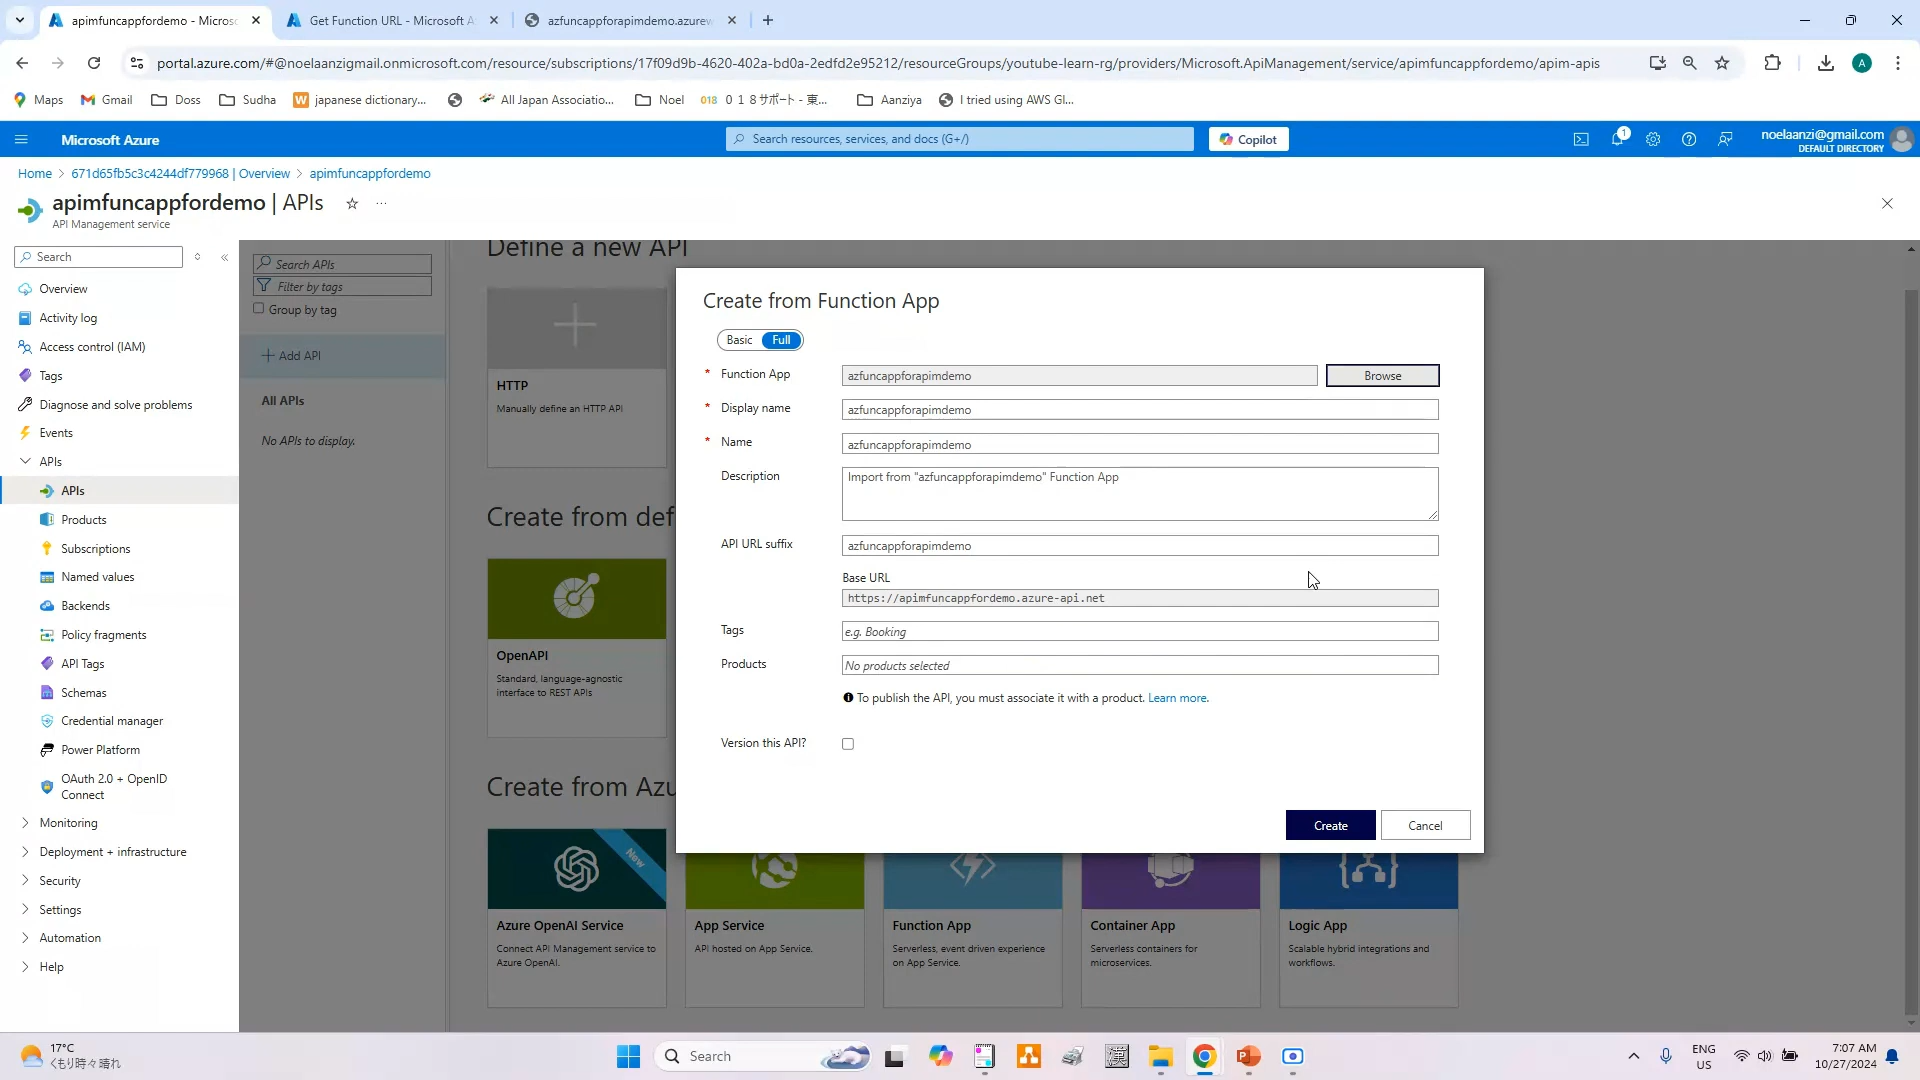 apimfuncappfordemo - Microso
Get Function URL - Microsoft A
azfuncappforapimdemo.azurew
portal.azure.com/#@noelaanzigmail.onmicrosoft.com/resource/subscriptions/17f09d9b-4620-402a-bd0a-2edfd2e95212/resourceGroups/youtube-learn-rg/providers/Microsoft.ApiManagement/service/apimfuncappfordemo/apim-apis
A
Maps
Gmail
Doss
Sudha
W japanese dictionary...
All Japan Associatio...
Noel
018 ０１８サポート - 東...
Aanziya
I tried using AWS Gl...
Microsoft Azure
Search resources, services, and docs (G+/)
Copilot
1
noelaanzi@gmail.com
DEFAULT DIRECTORY
Home > 671d65fb5c3c4244df779968 | Overview > apimfuncappfordemo
apimfuncappfordemo | APIs
API Management service
Search
Overview
Activity log
Access control (IAM)
Tags
Diagnose and solve problems
Events
APIs
APIs
Products
Subscriptions
Named values
Backends
Policy fragments
API Tags
Schemas
Credential manager
Power Platform
OAuth 2.0 + OpenID
Connect
Monitoring
Deployment + infrastructure
Security
Settings
Automation
Help
Search APIs
Filter by tags
Group by tag
+ Add API
All APIs
No APIs to display.
Define a new API
HTTP
Manually define an HTTP API
Create from def
OpenAPI
Standard, language-agnostic
interface to REST APIs
Create from Azu
New
Azure OpenAI Service
Connect API Management service to
Azure OpenAI.
App Service
API hosted on App Service.
Function App
Serverless, event driven experience
on App Service.
Container App
Serverless containers for
microservices.
Logic App
Scalable hybrid integrations and
workflows.
Create from Function App
Basic Full
* Function App
azfuncappforapimdemo
Browse
* Display name
azfuncappforapimdemo
* Name
azfuncappforapimdemo
Description
Import from "azfuncappforapimdemo" Function App
API URL suffix
azfuncappforapimdemo
Base URL
https://apimfuncappfordemo.azure-api.net
Tags
e.g. Booking
Products
No products selected
To publish the API, you must associate it with a product. Learn more.
Version this API?
Create
Cancel
17°C
くもり時々晴れ
Search
漢
ENG
US
7:07 AM
10/27/2024